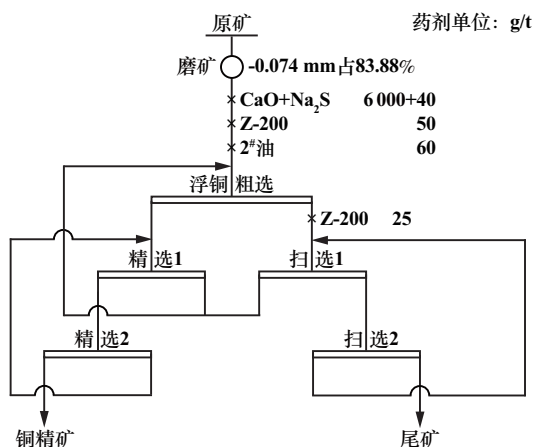 原矿 药剂单位：g/t
磨矿 -0.074 mm占83.88%
CaO+Na₂S 6 000+40
Z-200 50
2#油 60
浮铜 粗选
Z-200 25
精选1 扫选1
精选2 扫选2
铜精矿 尾矿